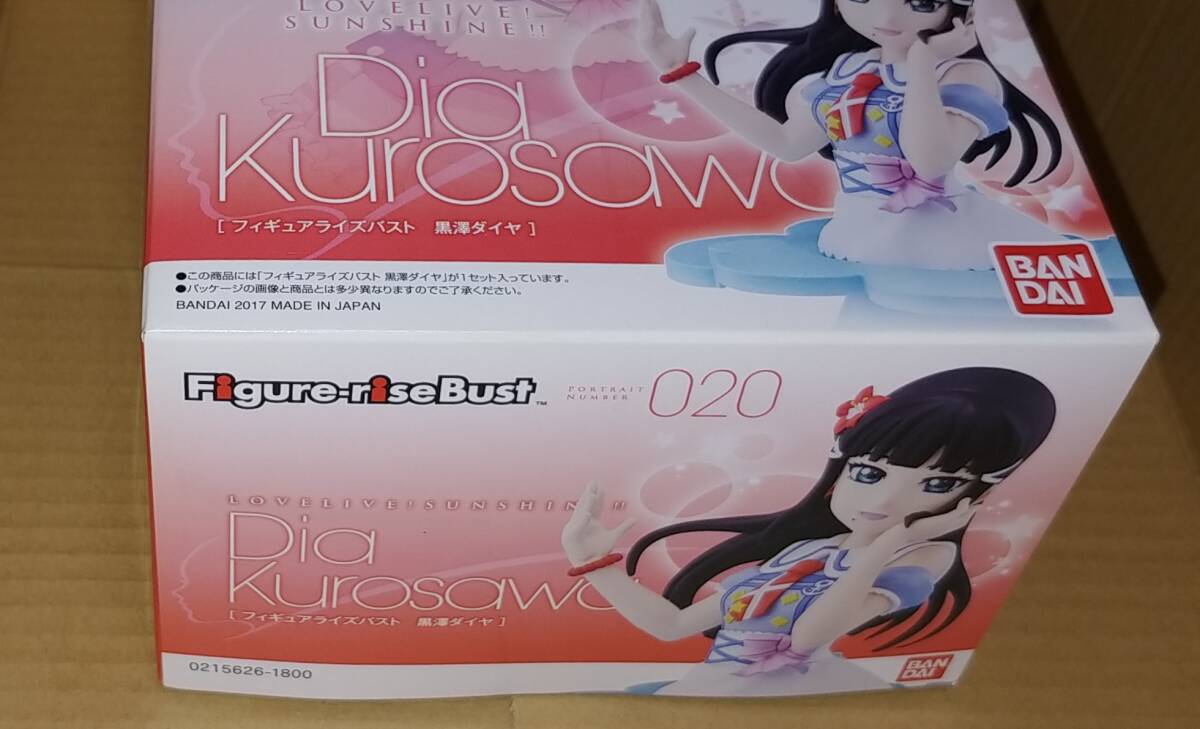 LOVELIVE!
SUNSHINE!!
Dia
Kurosawa
[ フィギュアライズバスト 黒澤ダイヤ ]
●この商品には「フィギュアライズバスト 黒澤ダイヤ」が1セット入っています。
●パッケージの画像と商品とは多少異なりますのでご了承ください。
BANDAI 2017 MADE IN JAPAN
BAN
DAI
Figure-riseBust™
PORTRAIT
NUMBER
020
LOVELIVE!SUNSHINE!!
Dia
Kurosawa
[ フィギュアライズバスト 黒澤ダイヤ ]
0215626-1800
BAN
DAI